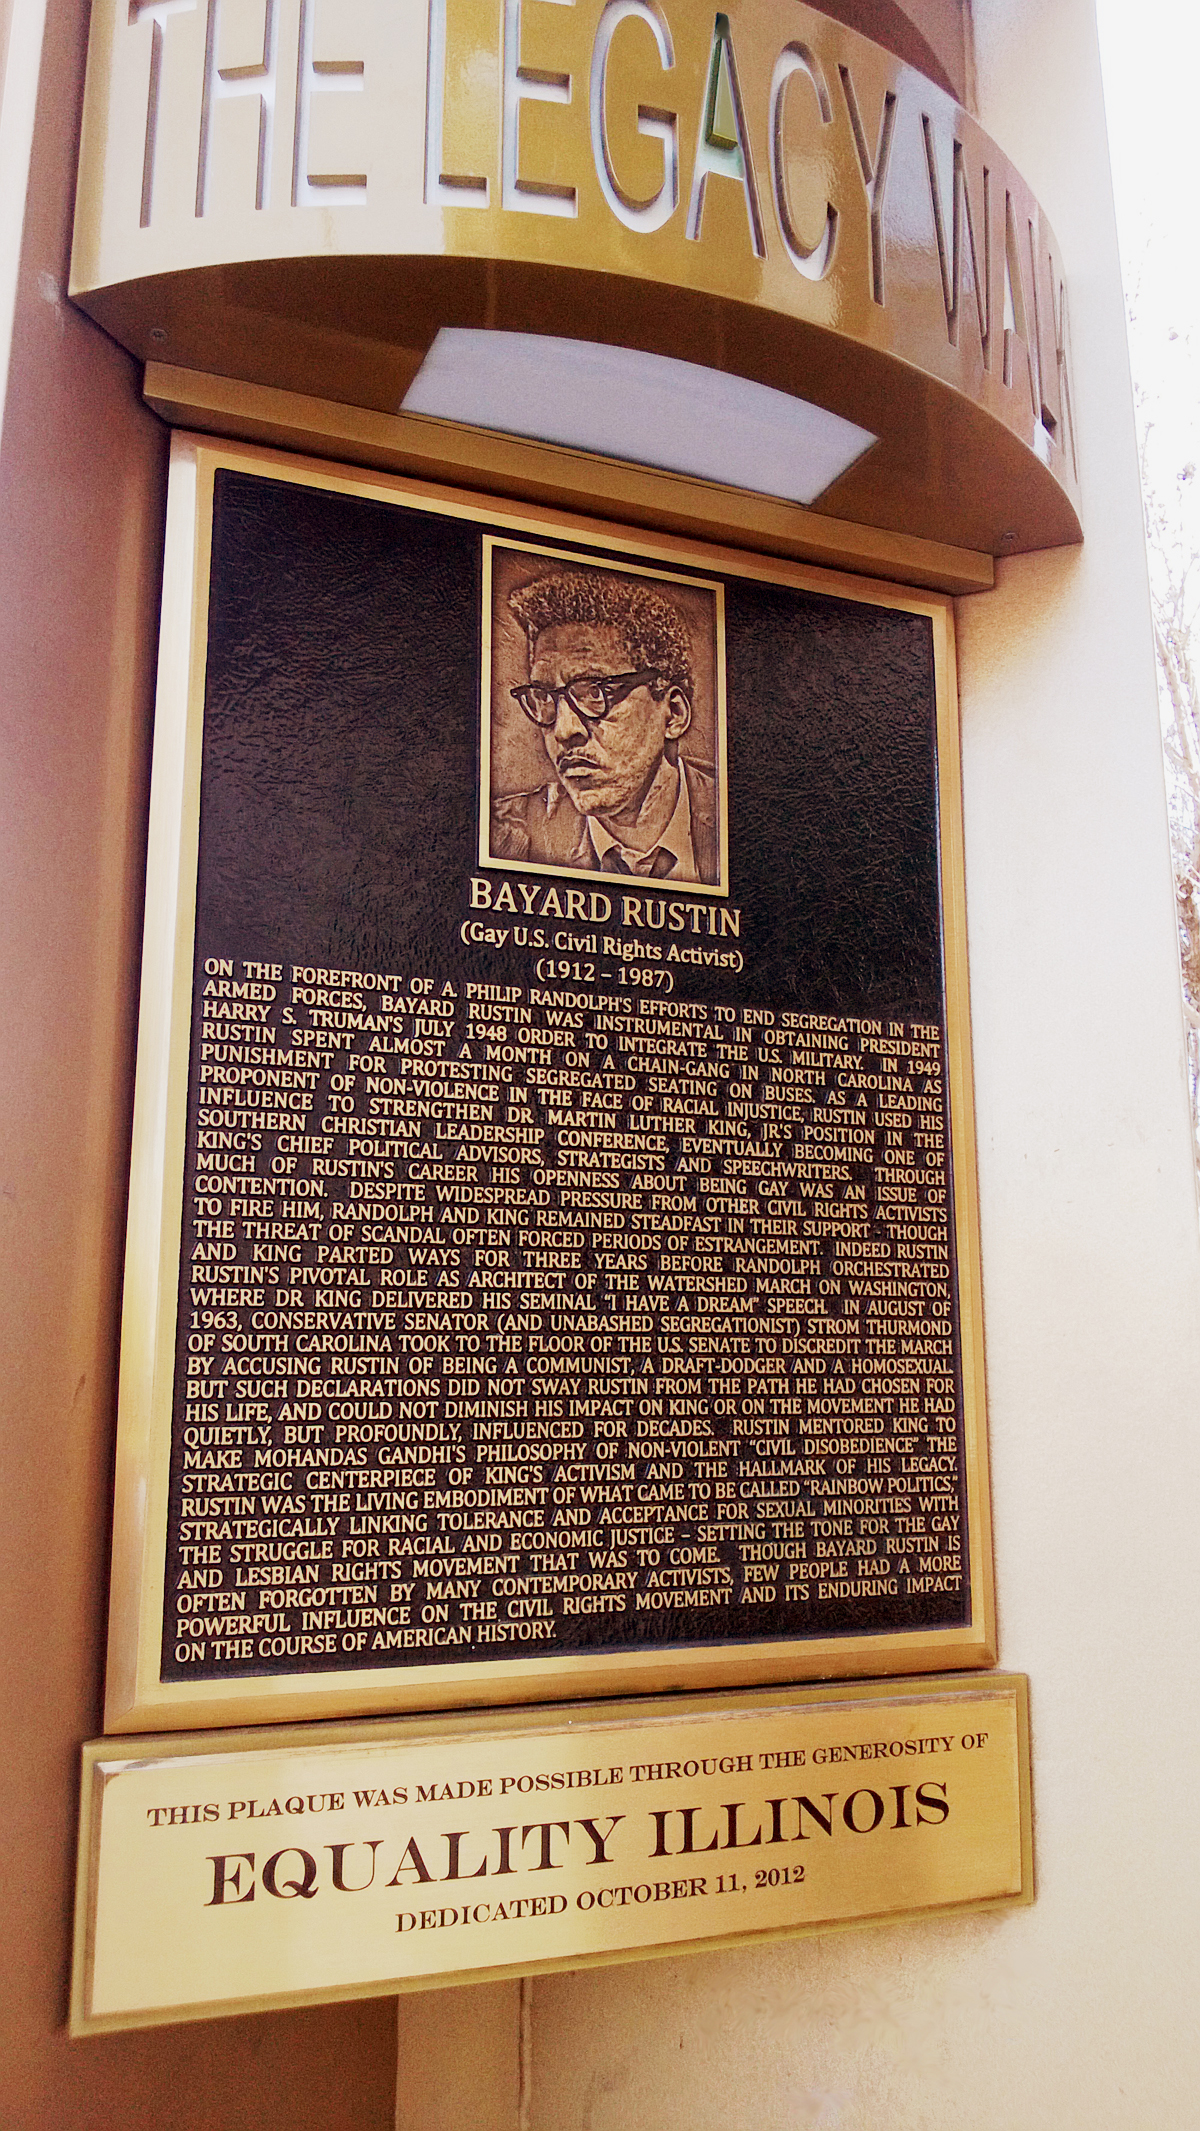 THE LEGACY WALK
BAYARD RUSTIN
(Gay U.S. Civil Rights Activist)
(1912 – 1987)
ON THE FOREFRONT OF A. PHILIP RANDOLPH'S EFFORTS TO END SEGREGATION IN THE
ARMED FORCES, BAYARD RUSTIN WAS INSTRUMENTAL IN OBTAINING PRESIDENT
HARRY S. TRUMAN'S JULY 1948 ORDER TO INTEGRATE THE U.S. MILITARY. IN 1949
RUSTIN SPENT ALMOST A MONTH ON A CHAIN-GANG IN NORTH CAROLINA AS
PUNISHMENT FOR PROTESTING SEGREGATED SEATING ON BUSES. AS A LEADING
PROPONENT OF NON-VIOLENCE IN THE FACE OF RACIAL INJUSTICE, RUSTIN USED HIS
INFLUENCE TO STRENGTHEN DR. MARTIN LUTHER KING, JR'S POSITION IN THE
SOUTHERN CHRISTIAN LEADERSHIP CONFERENCE, EVENTUALLY BECOMING ONE OF
KING'S CHIEF POLITICAL ADVISORS, STRATEGISTS AND SPEECHWRITERS. THROUGH
MUCH OF RUSTIN'S CAREER HIS OPENNESS ABOUT BEING GAY WAS AN ISSUE OF
CONTENTION. DESPITE WIDESPREAD PRESSURE FROM OTHER CIVIL RIGHTS ACTIVISTS
TO FIRE HIM, RANDOLPH AND KING REMAINED STEADFAST IN THEIR SUPPORT - THOUGH
THE THREAT OF SCANDAL OFTEN FORCED PERIODS OF ESTRANGEMENT. INDEED RUSTIN
AND KING PARTED WAYS FOR THREE YEARS BEFORE RANDOLPH ORCHESTRATED
RUSTIN'S PIVOTAL ROLE AS ARCHITECT OF THE WATERSHED MARCH ON WASHINGTON,
WHERE DR KING DELIVERED HIS SEMINAL "I HAVE A DREAM" SPEECH. IN AUGUST OF
1963, CONSERVATIVE SENATOR (AND UNABASHED SEGREGATIONIST) STROM THURMOND
OF SOUTH CAROLINA TOOK TO THE FLOOR OF THE U.S. SENATE TO DISCREDIT THE MARCH
BY ACCUSING RUSTIN OF BEING A COMMUNIST, A DRAFT-DODGER AND A HOMOSEXUAL.
BUT SUCH DECLARATIONS DID NOT SWAY RUSTIN FROM THE PATH HE HAD CHOSEN FOR
HIS LIFE, AND COULD NOT DIMINISH HIS IMPACT ON KING OR ON THE MOVEMENT HE HAD
QUIETLY, BUT PROFOUNDLY, INFLUENCED FOR DECADES. RUSTIN MENTORED KING TO
MAKE MOHANDAS GANDHI'S PHILOSOPHY OF NON-VIOLENT "CIVIL DISOBEDIENCE" THE
STRATEGIC CENTERPIECE OF KING'S ACTIVISM AND THE HALLMARK OF HIS LEGACY.
RUSTIN WAS THE LIVING EMBODIMENT OF WHAT CAME TO BE CALLED "RAINBOW POLITICS,"
STRATEGICALLY LINKING TOLERANCE AND ACCEPTANCE FOR SEXUAL MINORITIES WITH
THE STRUGGLE FOR RACIAL AND ECONOMIC JUSTICE – SETTING THE TONE FOR THE GAY
AND LESBIAN RIGHTS MOVEMENT THAT WAS TO COME. THOUGH BAYARD RUSTIN IS
OFTEN FORGOTTEN BY MANY CONTEMPORARY ACTIVISTS, FEW PEOPLE HAD A MORE
POWERFUL INFLUENCE ON THE CIVIL RIGHTS MOVEMENT AND ITS ENDURING IMPACT
ON THE COURSE OF AMERICAN HISTORY.
THIS PLAQUE WAS MADE POSSIBLE THROUGH THE GENEROSITY OF
EQUALITY ILLINOIS
DEDICATED OCTOBER 11, 2012